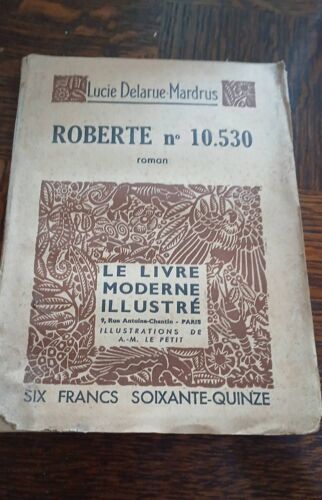 Lucie Delarue-Mardrus
ROBERTE nº 10.530
roman
LE LIVRE
MODERNE
ILLUSTRÉ
9, Rue Antoine-Chantin - PARIS
ILLUSTRATIONS DE
A.-M. LE PETIT
SIX FRANCS SOIXANTE-QUINZE